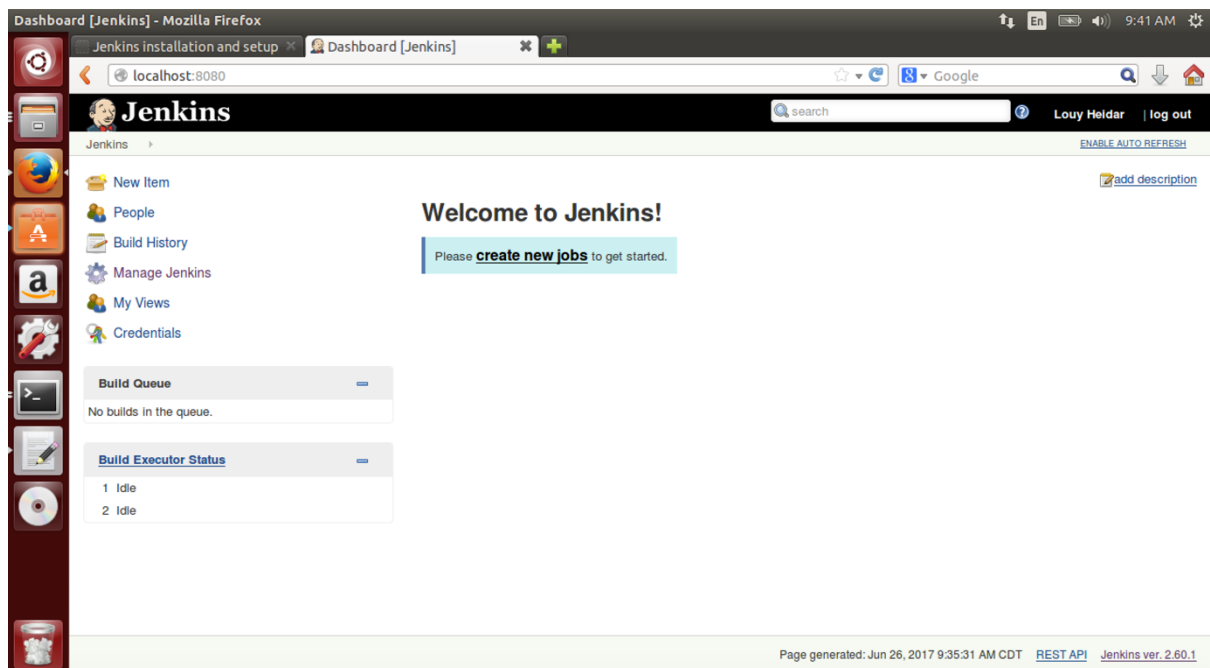 Dashboard [Jenkins] - Mozilla Firefox
En
9:41 AM
Jenkins installation and setup
Dashboard [Jenkins]
localhost:8080
Google
Jenkins
search
Louy Heidar | log out
Jenkins
ENABLE AUTO REFRESH
New Item
People
Build History
Manage Jenkins
My Views
Credentials
add description
Welcome to Jenkins!
Please create new jobs to get started.
Build Queue
No builds in the queue.
Build Executor Status
1 Idle
2 Idle
Page generated: Jun 26, 2017 9:35:31 AM CDT REST API Jenkins ver. 2.60.1